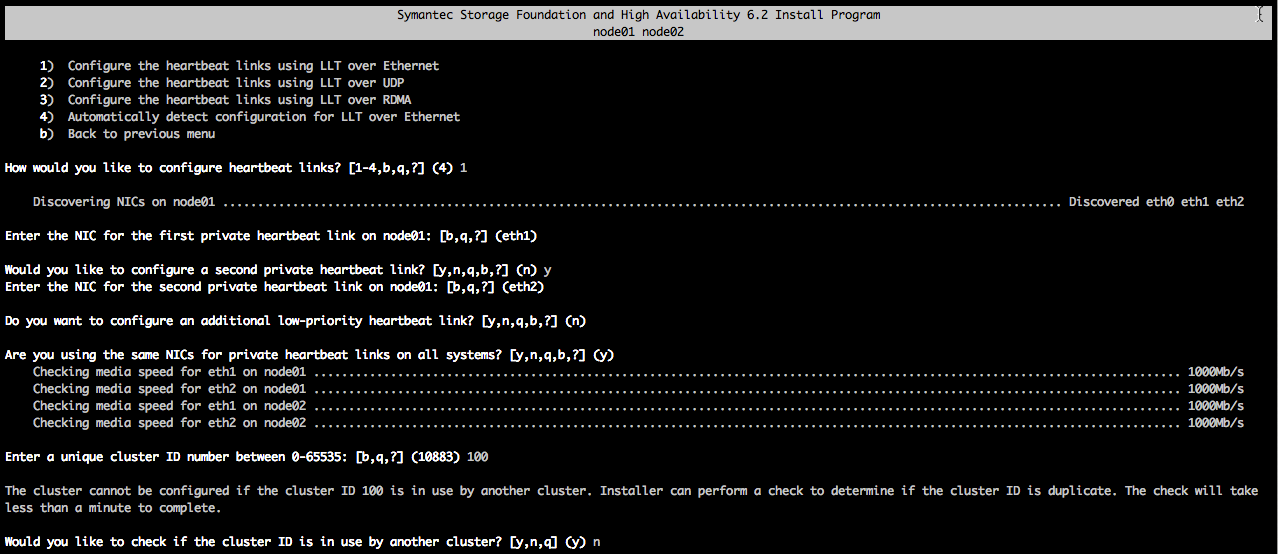 Symantec Storage Foundation and High Availability 6.2 Install Program
node01 node02
1) Configure the heartbeat links using LLT over Ethernet
2) Configure the heartbeat links using LLT over UDP
3) Configure the heartbeat links using LLT over RDMA
4) Automatically detect configuration for LLT over Ethernet
b) Back to previous menu
How would you like to configure heartbeat links? [1-4,b,q,?] (4) 1
Discovering NICs on node01 ........................................................................................................................ Discovered eth0 eth1 eth2
Enter the NIC for the first private heartbeat link on node01: [b,q,?] (eth1)
Would you like to configure a second private heartbeat link? [y,n,q,b,?] (n) y
Enter the NIC for the second private heartbeat link on node01: [b,q,?] (eth2)
Do you want to configure an additional low-priority heartbeat link? [y,n,q,b,?] (n)
Are you using the same NICs for private heartbeat links on all systems? [y,n,q,b,?] (y)
Checking media speed for eth1 on node01 ............................................................................................................................ 1000Mb/s
Checking media speed for eth2 on node01 ............................................................................................................................ 1000Mb/s
Checking media speed for eth1 on node02 ............................................................................................................................ 1000Mb/s
Checking media speed for eth2 on node02 ............................................................................................................................ 1000Mb/s
Enter a unique cluster ID number between 0-65535: [b,q,?] (10883) 100
The cluster cannot be configured if the cluster ID 100 is in use by another cluster. Installer can perform a check to determine if the cluster ID is duplicate. The check will take
less than a minute to complete.
Would you like to check if the cluster ID is in use by another cluster? [y,n,q] (y) n